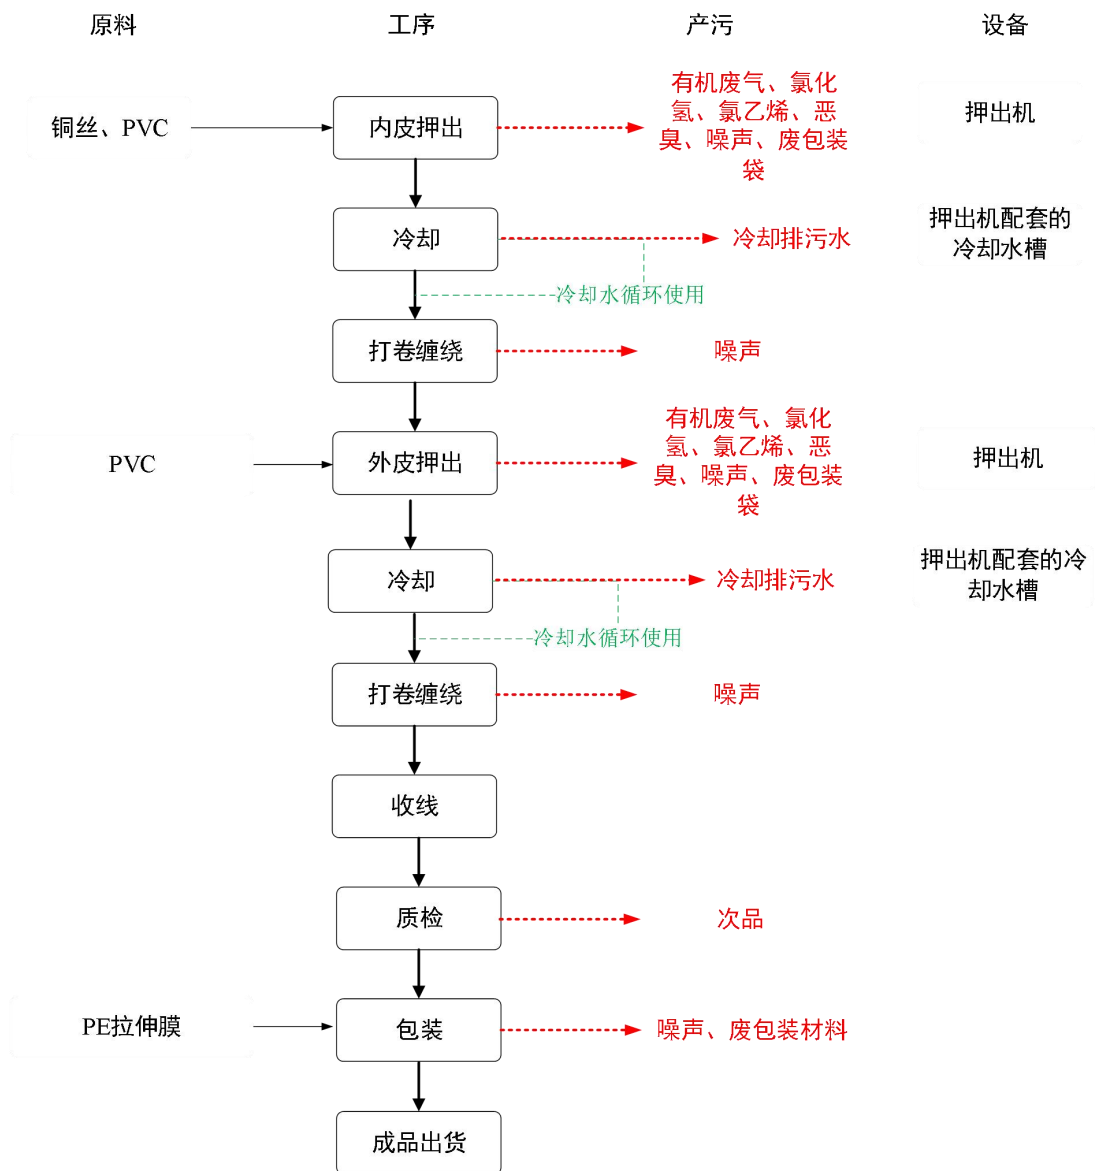 原料 工序 产污 设备
铜丝、PVC
内皮押出
有机废气、氯化
氢、氯乙烯、恶
臭、噪声、废包装
袋
押出机
冷却
冷却排污水
押出机配套的
冷却水槽
冷却水循环使用
打卷缠绕
噪声
PVC
外皮押出
有机废气、氯化
氢、氯乙烯、恶
臭、噪声、废包装
袋
押出机
冷却
冷却排污水
押出机配套的冷
却水槽
冷却水循环使用
打卷缠绕
噪声
收线
质检
次品
PE拉伸膜
包装
噪声、废包装材料
成品出货